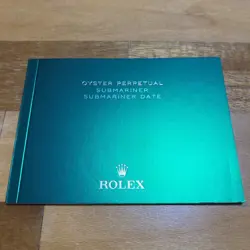 OYSTER PERPETUAL
SUBMARINER
SUBMARINER DATE
ROLEX